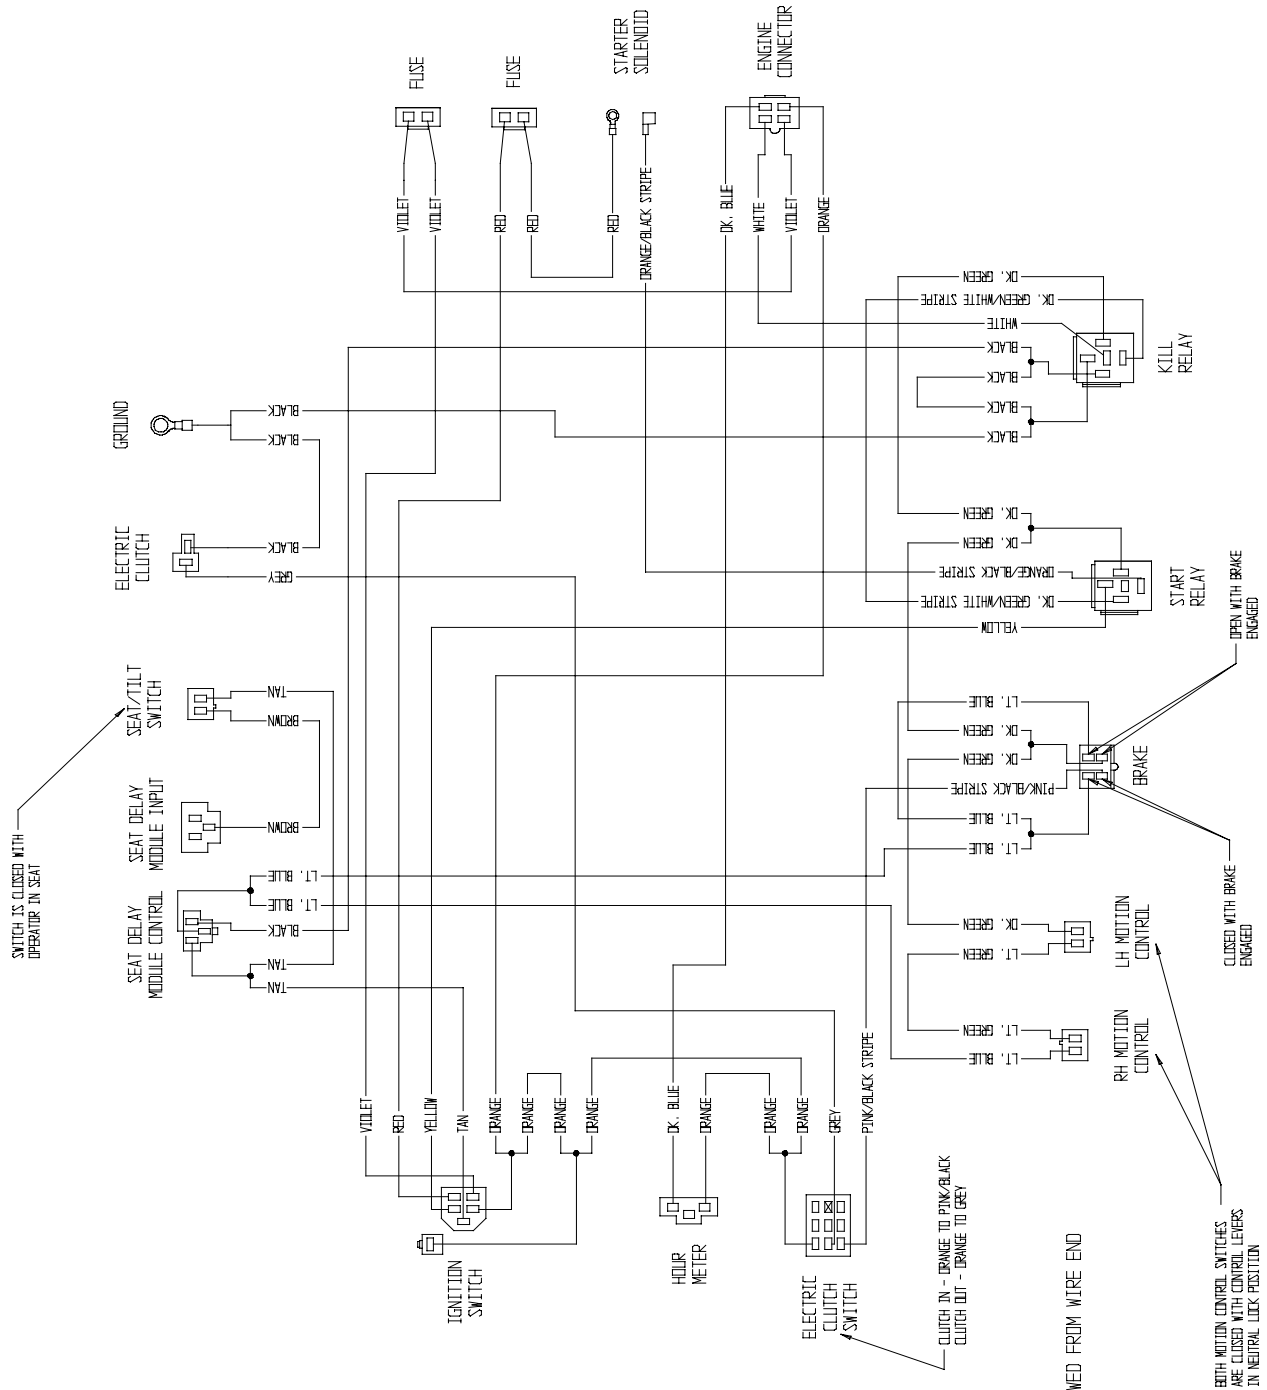 FUSE
FUSE
STARTER
SOLENOID
ENGINE
CONNECTOR
VIOLET
VIOLET
RED
RED
RED
ORANGE/BLACK STRIPE
DK. BLUE
WHITE
VIOLET
ORANGE
DK. GREEN
DK. GREEN/WHITE STRIPE
WHITE
BLACK
BLACK
BLACK
BLACK
KILL
RELAY
GROUND
BLACK
BLACK
ELECTRIC
CLUTCH
BLACK
GREY
DK. GREEN
DK. GREEN
ORANGE/BLACK STRIPE
DK. GREEN/WHITE STRIPE
YELLOW
START
RELAY
OPEN WITH BRAKE
ENGAGED
SEAT/TILT
SWITCH
TAN
BROWN
SWITCH IS CLOSED WITH
OPERATOR IN SEAT
SEAT DELAY
MODULE INPUT
BROWN
LT. BLUE
DK. GREEN
DK. GREEN
PINK/BLACK STRIPE
LT. BLUE
LT. BLUE
BRAKE
CLOSED WITH BRAKE
ENGAGED
SEAT DELAY
MODULE CONTROL
LT. BLUE
LT. BLUE
BLACK
TAN
TAN
DK. GREEN
LT. GREEN
LH MOTION
CONTROL
LT. GREEN
LT. BLUE
RH MOTION
CONTROL
VIOLET
RED
YELLOW
TAN
ORANGE
ORANGE
ORANGE
ORANGE
DK. BLUE
ORANGE
ORANGE
ORANGE
GREY
PINK/BLACK STRIPE
IGNITION
SWITCH
HOUR
METER
ELECTRIC
CLUTCH
SWITCH
CLUTCH IN - ORANGE TO PINK/BLACK
CLUTCH OUT - ORANGE TO GREY
WED FROM WIRE END
BOTH MOTION CONTROL SWITCHES
ARE CLOSED WITH CONTROL LEVERS
IN NEUTRAL LOCK POSITION